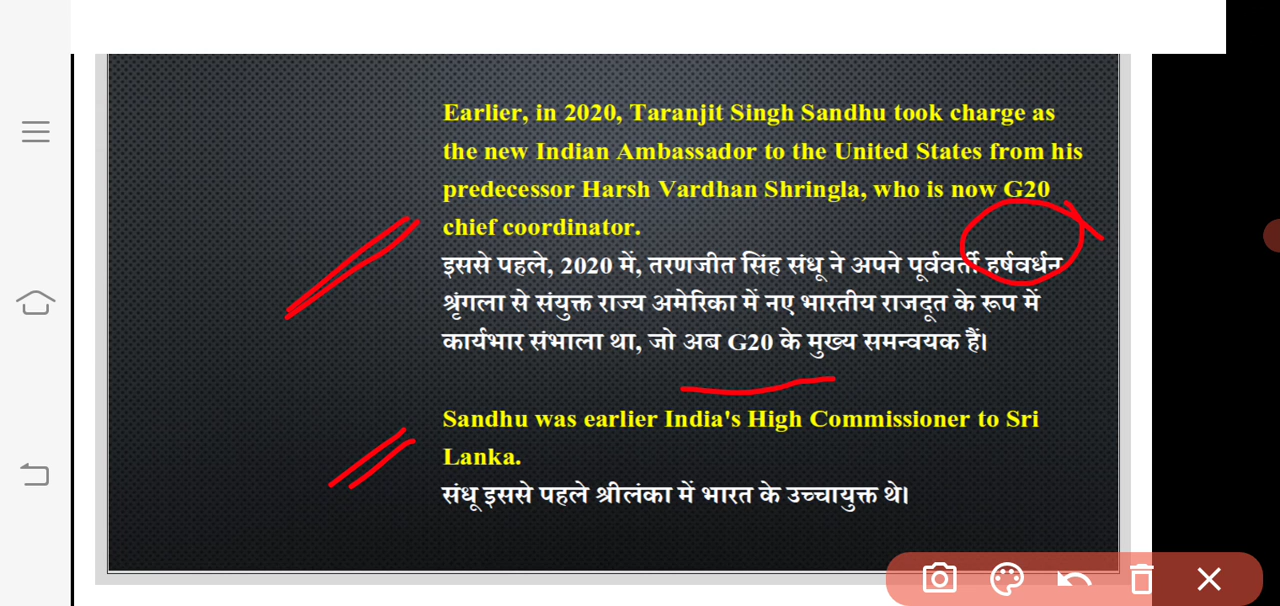 Earlier, in 2020, Taranjit Singh Sandhu took charge as
the new Indian Ambassador to the United States from his
predecessor Harsh Vardhan Shringla, who is now G20
chief coordinator.
इससे पहले, 2020 में, तरणजीत सिंह संधू ने अपने पूर्ववर्ती हर्षवर्धन
श्रृंगला से संयुक्त राज्य अमेरिका में नए भारतीय राजदूत के रूप में
कार्यभार संभाला था, जो अब G20 के मुख्य समन्वयक हैं।
Sandhu was earlier India's High Commissioner to Sri
Lanka.
संधू इससे पहले श्रीलंका में भारत के उच्चायुक्त थे।